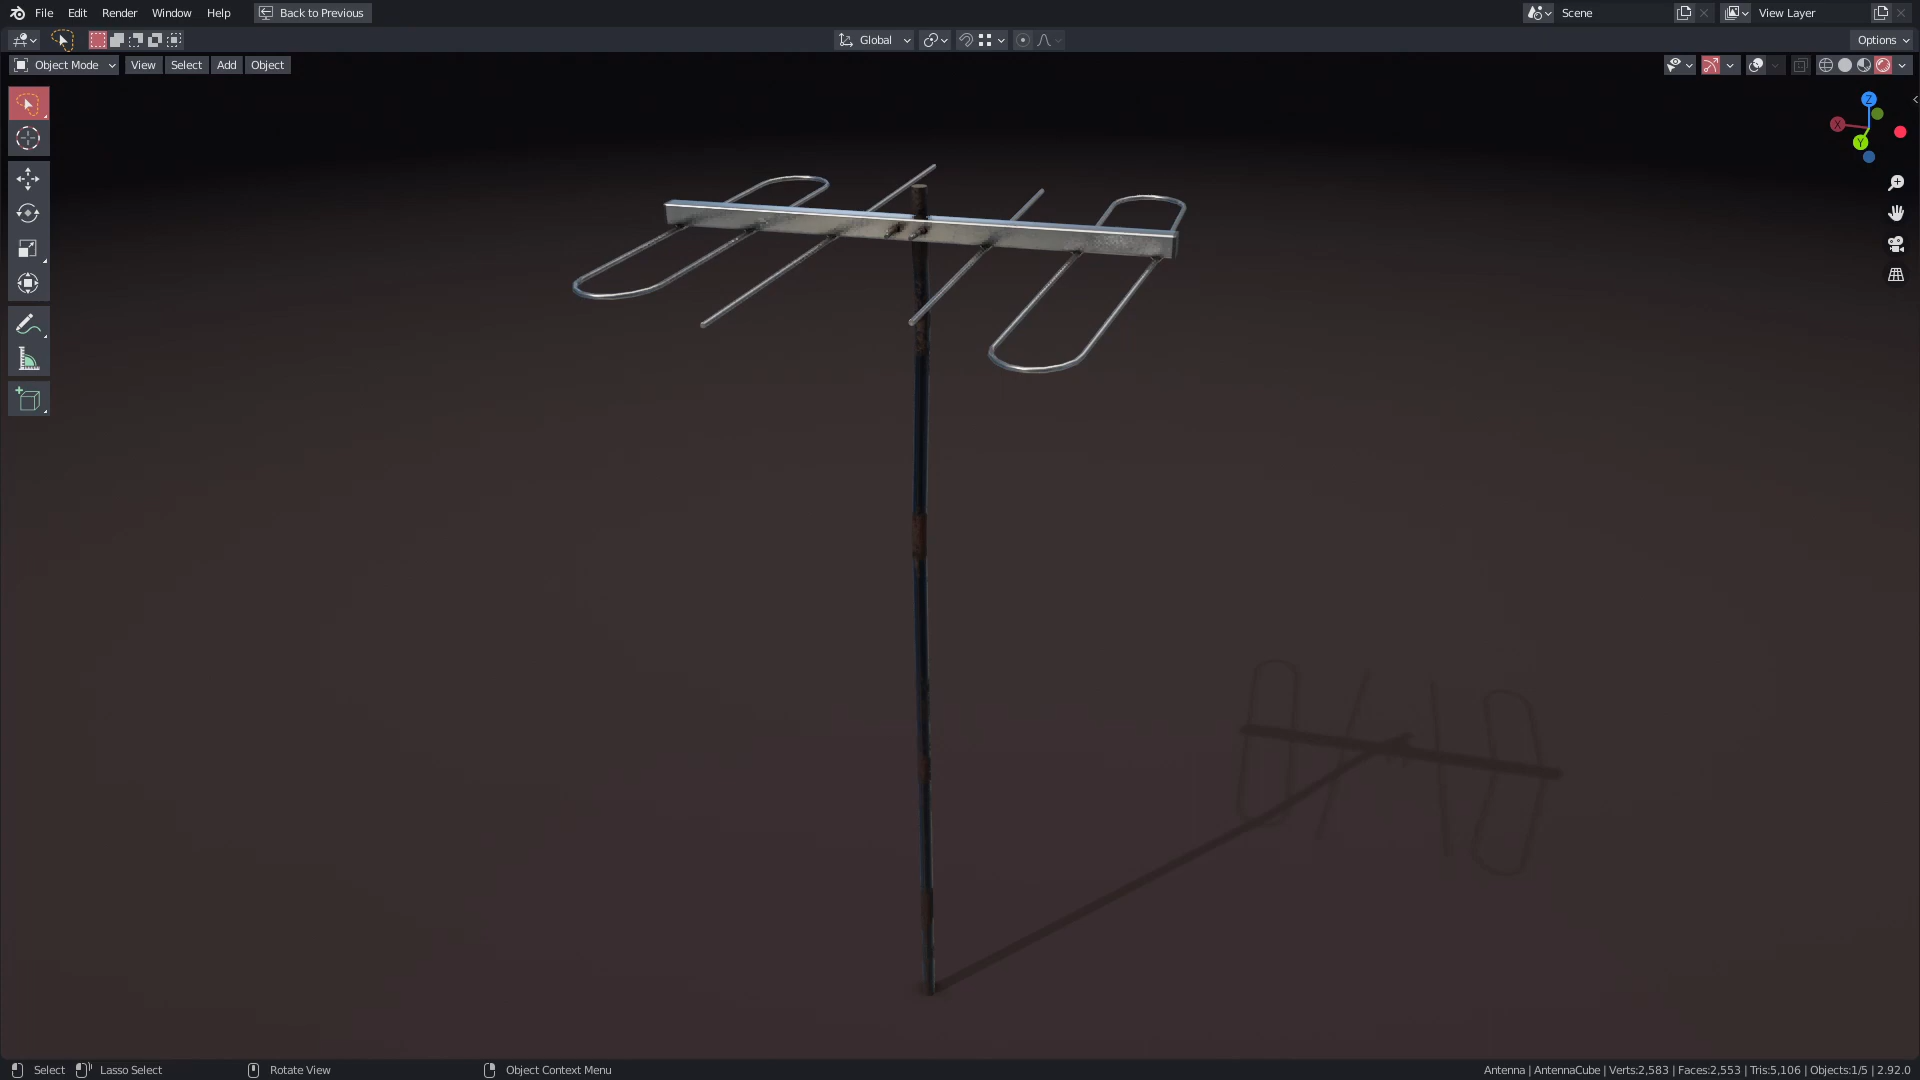 File Edit Render Window Help Back to Previous Scene View Layer
Global Options
Object Mode View Select Add Object
Z
X
Y
Select Lasso Select Rotate View Object Context Menu Antenna | AntennaCube | Verts:2,583 | Faces:2,553 | Tris:5,106 | Objects:1/5 | 2.92.0